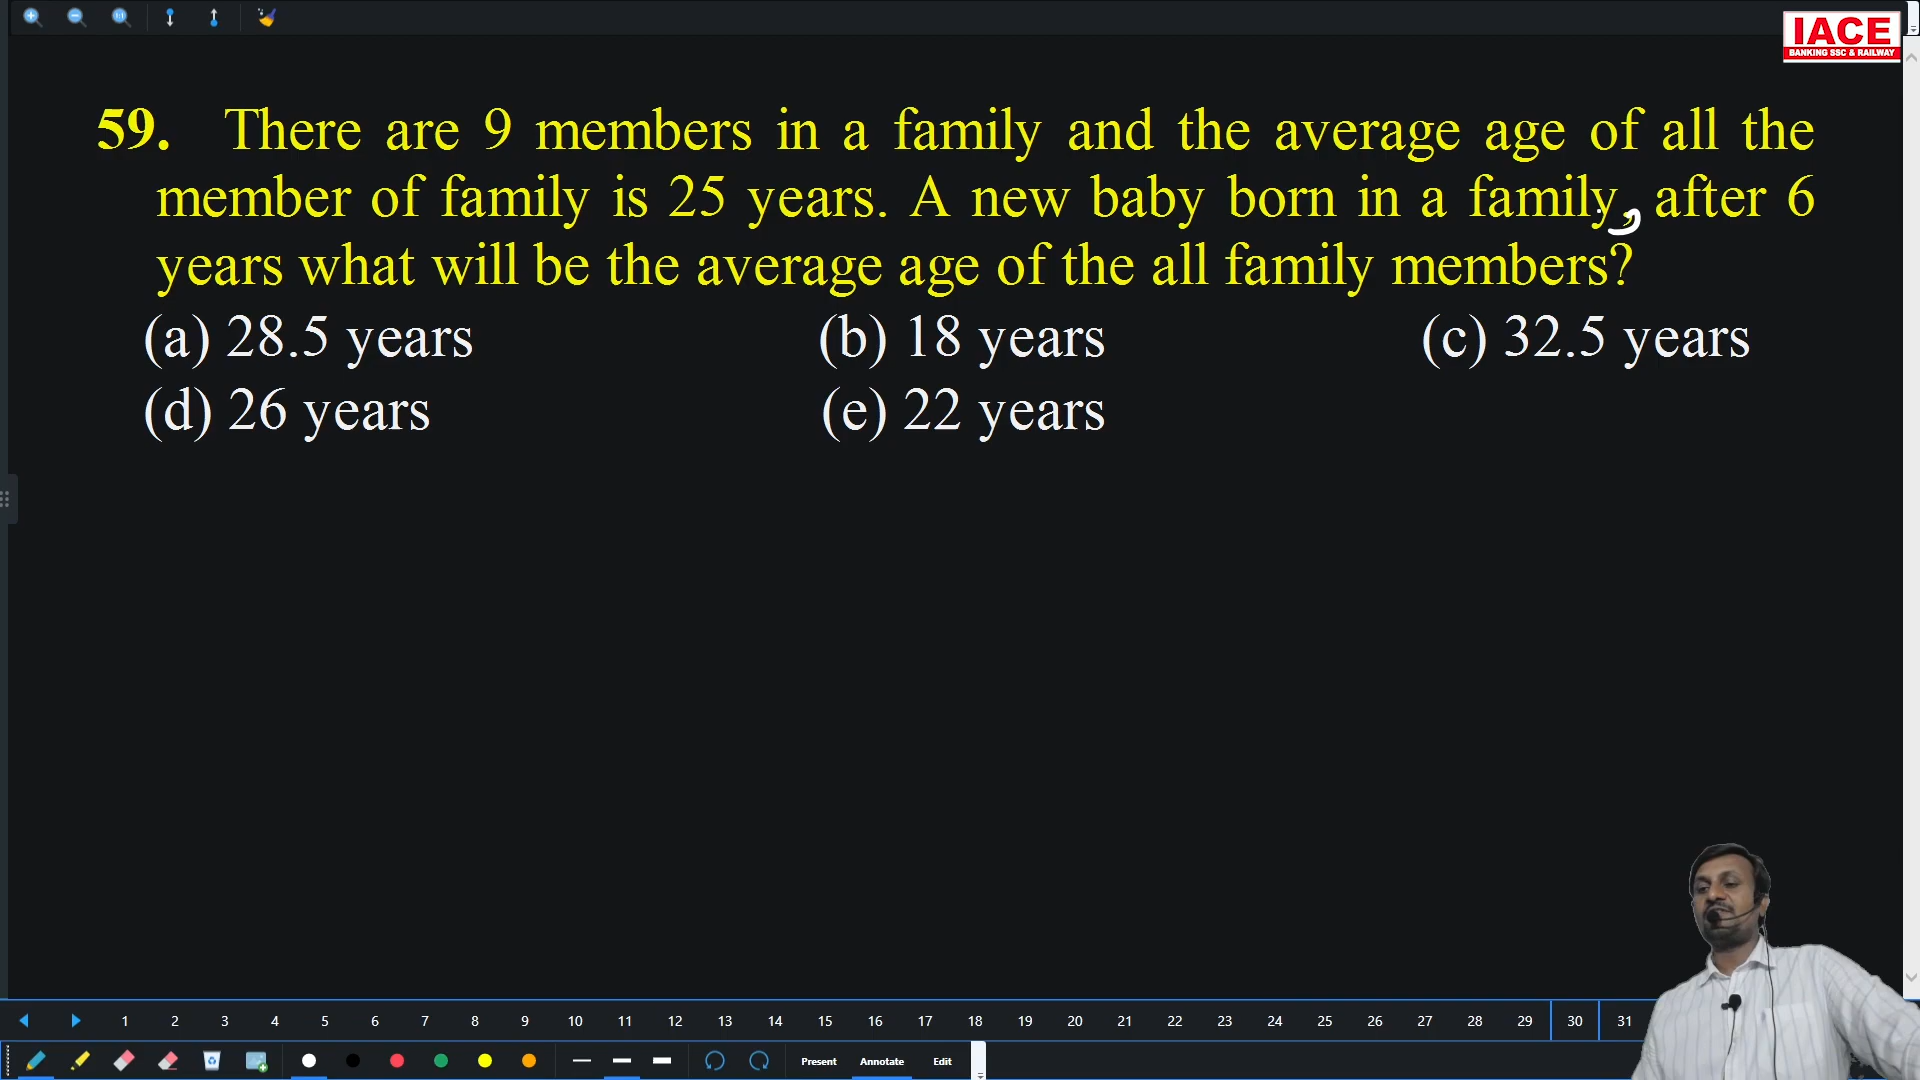 IACE
BANKING SSC & RAILWAY
59. There are 9 members in a family and the average age of all the
member of family is 25 years. A new baby born in a family, after 6
years what will be the average age of the all family members?
(a) 28.5 years (b) 18 years (c) 32.5 years
(d) 26 years (e) 22 years
1 2 3 4 5 6 7 8 9 10 11 12 13 14 15 16 17 18 19 20 21 22 23 24 25 26 27 28 29 30 31
Present Annotate Edit